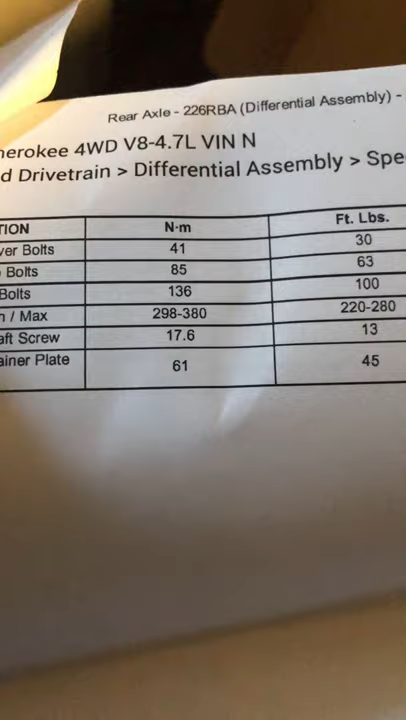 Rear Axle - 226RBA (Differential Assembly) -
herokee 4WD V8-4.7L VIN N
d Drivetrain > Differential Assembly > Spe
TION N·m Ft. Lbs.
ver Bolts 41 30
Bolts 85 63
Bolts 136 100
n / Max 298-380 220-280
aft Screw 17.6 13
ainer Plate 61 45